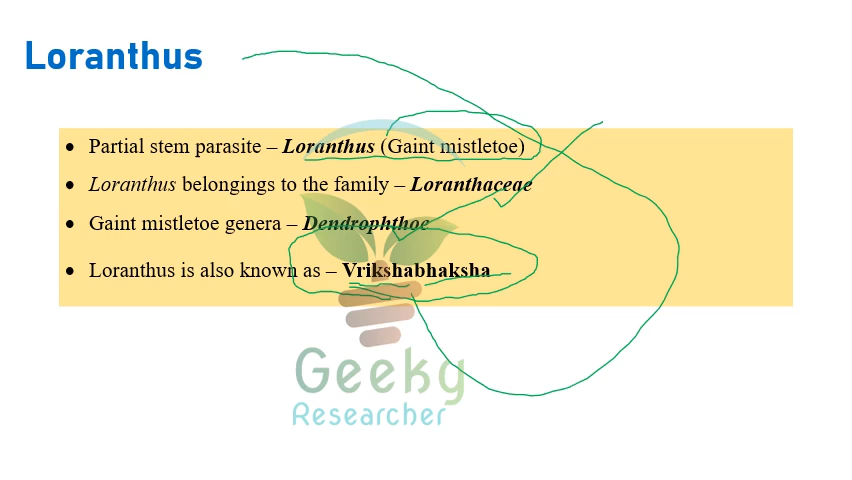 Loranthus
• Partial stem parasite – Loranthus (Gaint mistletoe)
• Loranthus belongings to the family – Loranthaceae
• Gaint mistletoe genera – Dendrophthoe
• Loranthus is also known as – Vrikshabhaksha
Geeky
Researcher